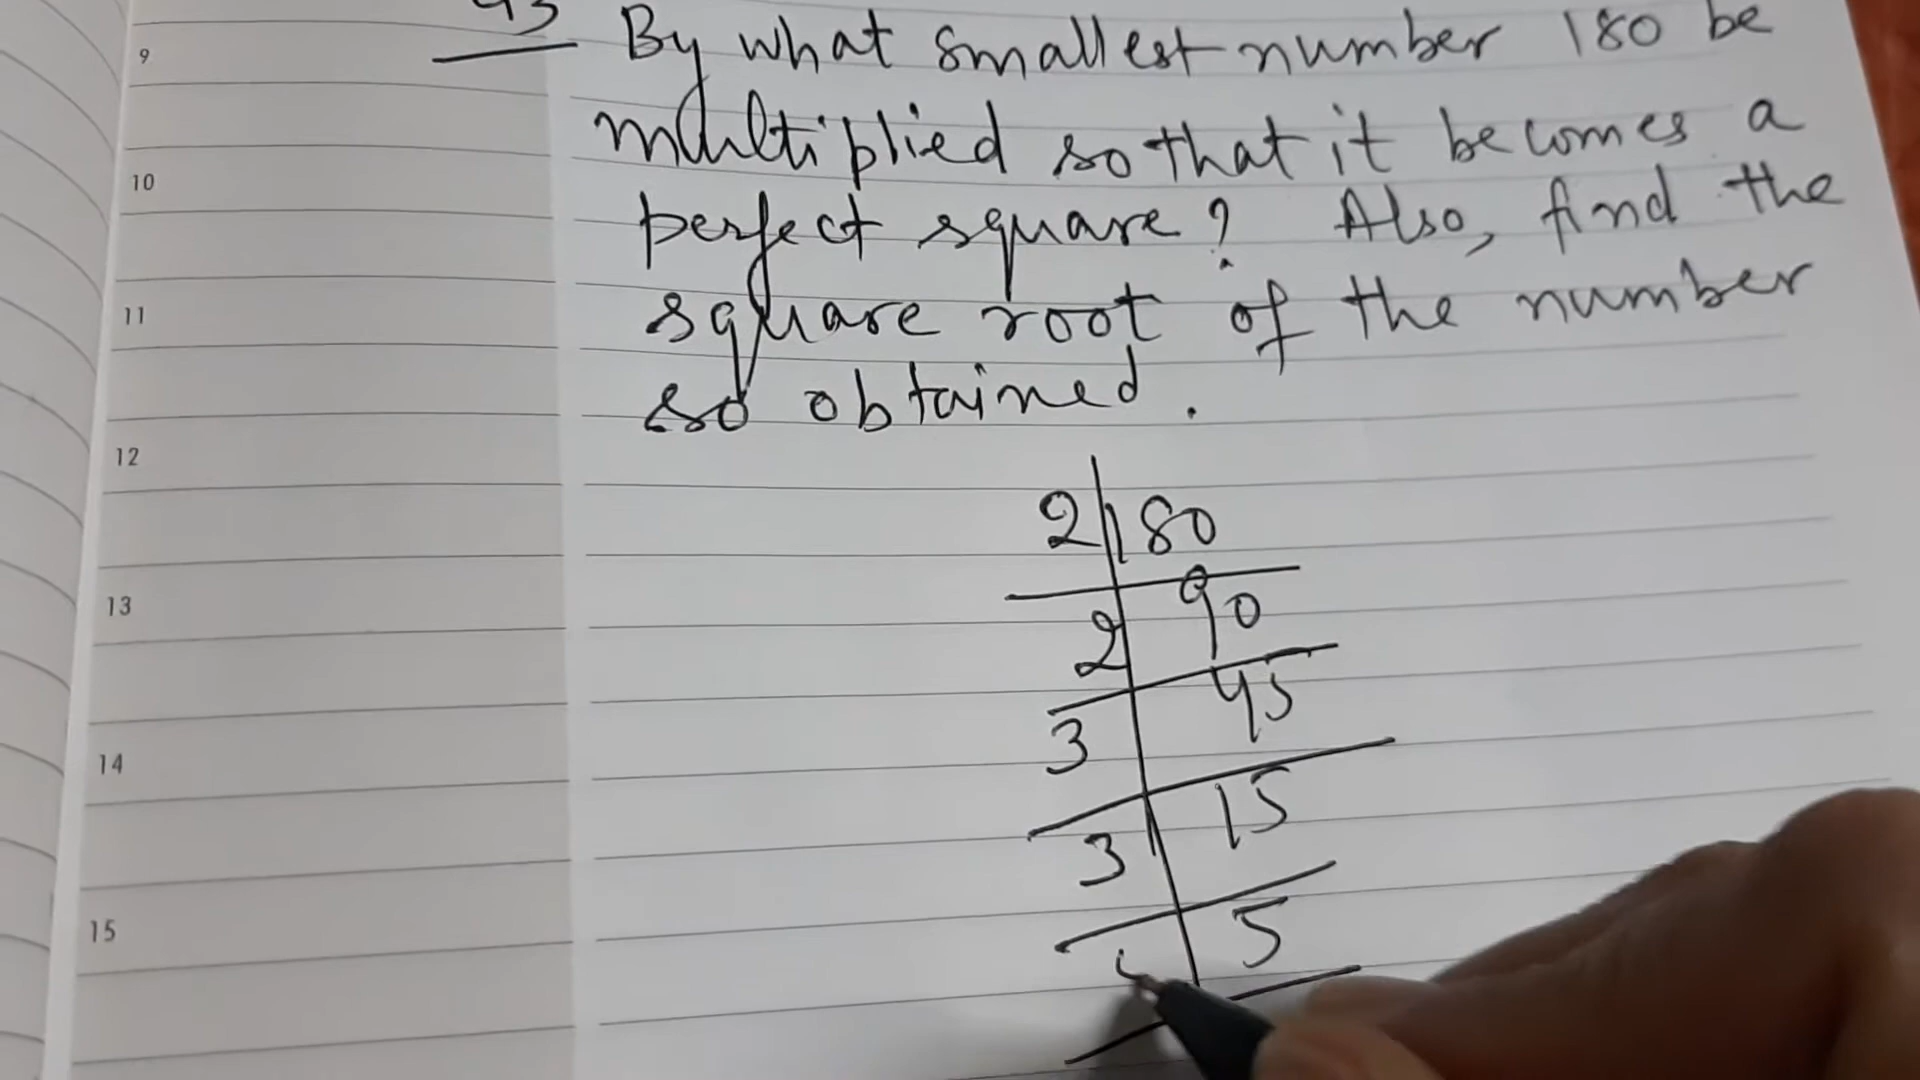 9
By what smallest number 180 be
multiplied so that it becomes a
10
perfect square? Also, find the
11
square root of the number
so obtained.
12
2 180
13
2 90
3 45
14
3 15
15
5